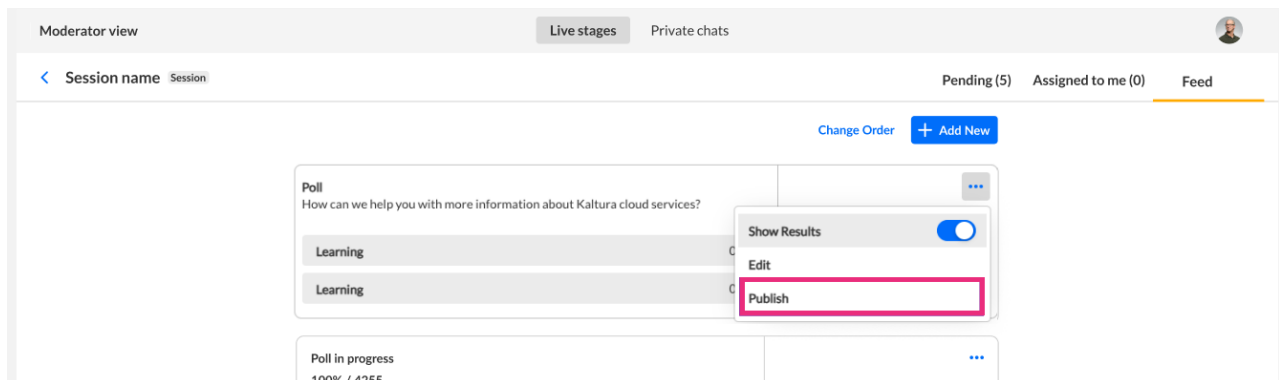 Moderator view
Live stages
Private chats
Session name Session
Pending (5)
Assigned to me (0)
Feed
Change Order
+ Add New
Poll
How can we help you with more information about Kaltura cloud services?
Show Results
Learning
Edit
Learning
Publish
Poll in progress
100% / 4255